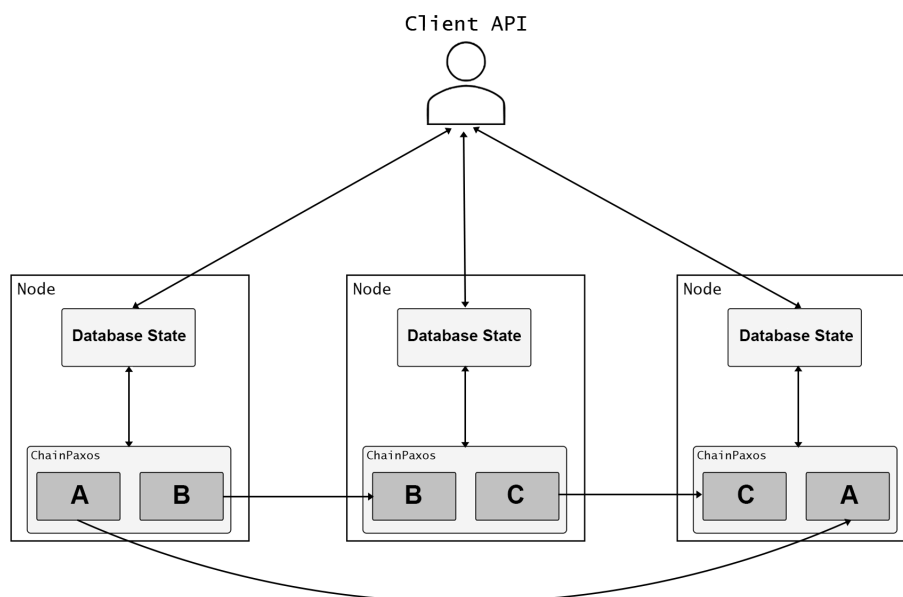 Client API
Node
Node
Node
Database State
Database State
Database State
ChainPaxos
ChainPaxos
ChainPaxos
A
B
B
C
C
A